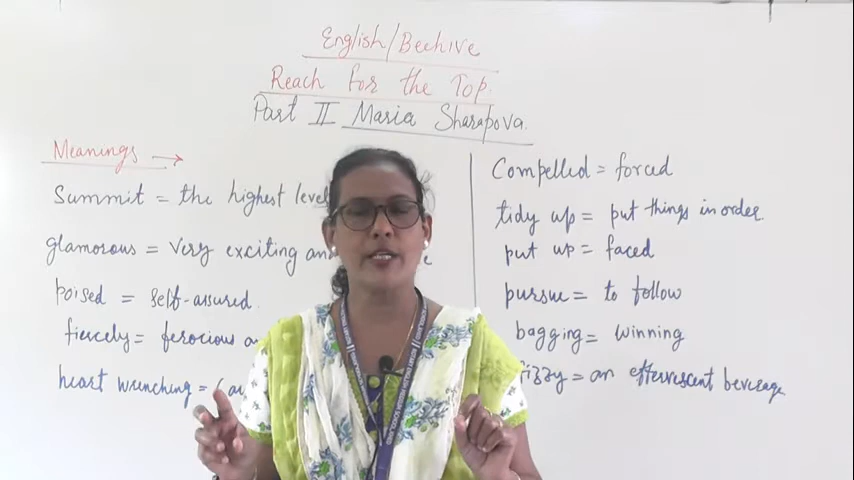 English/Beehive
Reach for the Top.
Part II Maria Sharapova.
Meanings →
Summit = the highest level
glamorous = very exciting an
poised = self-assured.
fiercely = ferocious a
heart wrenching = (
Compelled = forced
tidy up = put things in order
put up = faced
pursue = to follow
bagging = winning
fizzy = an effervescent beverage